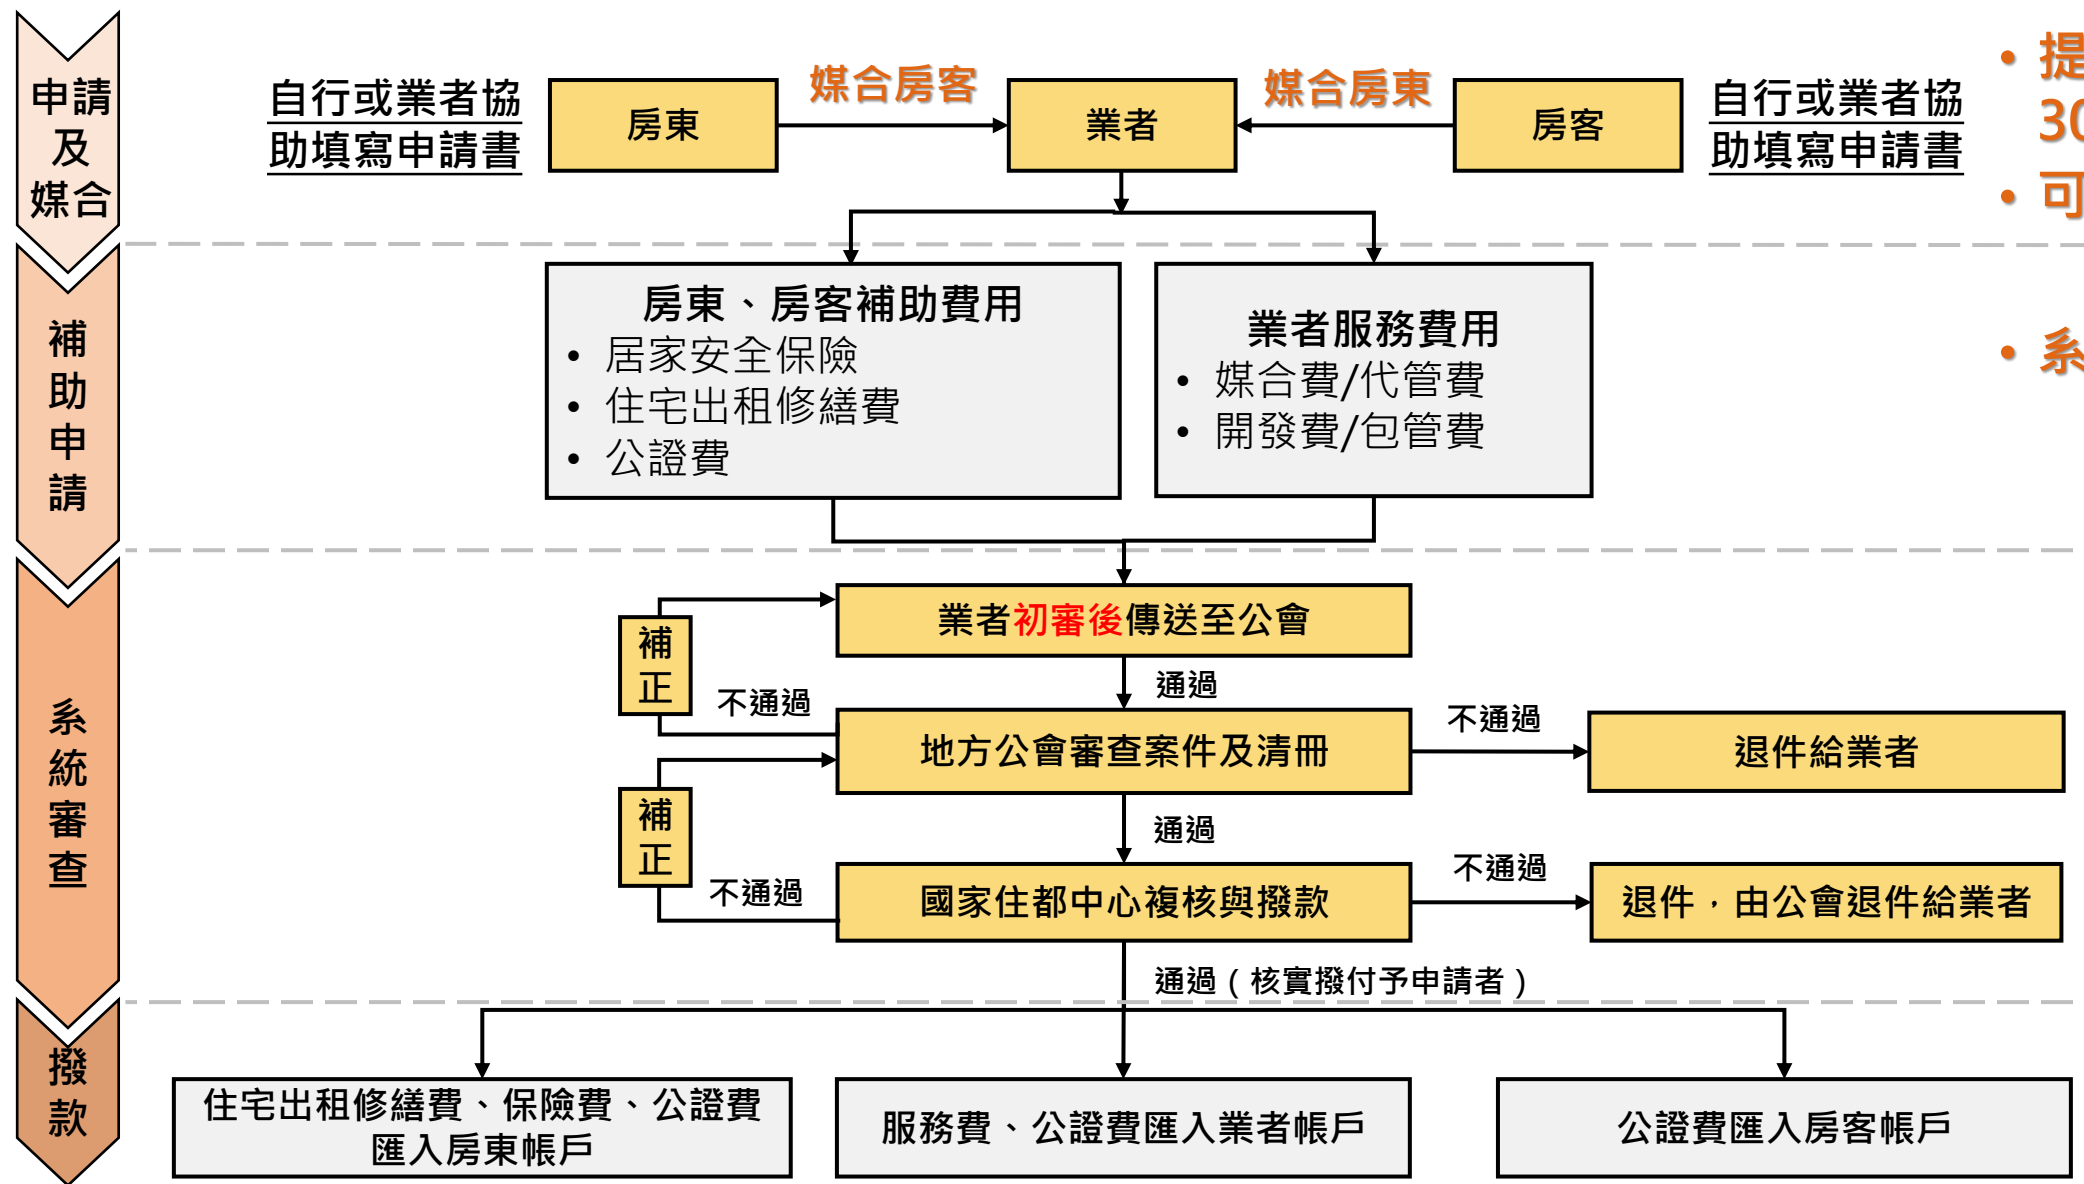 申請
及
媒合
自行或業者協
助填寫申請書
房東
媒合房客
業者
媒合房東
房客
自行或業者協
助填寫申請書
• 提
30
• 可
補
助
申
請
房東、房客補助費用
• 居家安全保險
• 住宅出租修繕費
• 公證費
業者服務費用
• 媒合費/代管費
• 開發費/包管費
• 系
系
統
審
查
業者初審後傳送至公會
補
正
不通過
通過
地方公會審查案件及清冊
不通過
退件給業者
補
正
不通過
通過
國家住都中心複核與撥款
不通過
退件，由公會退件給業者
通過（核實撥付予申請者）
撥
款
住宅出租修繕費、保險費、公證費
匯入房東帳戶
服務費、公證費匯入業者帳戶
公證費匯入房客帳戶